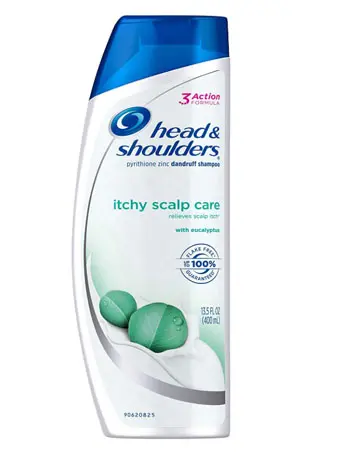 3 Action
FORMULA
head &
shoulders®
pyrithione zinc dandruff shampoo
itchy scalp care
relieves scalp itch
with eucalyptus
FLAKE FREE
UP TO 100%
GUARANTEED
13.5 FL OZ
(400 mL)
90620825